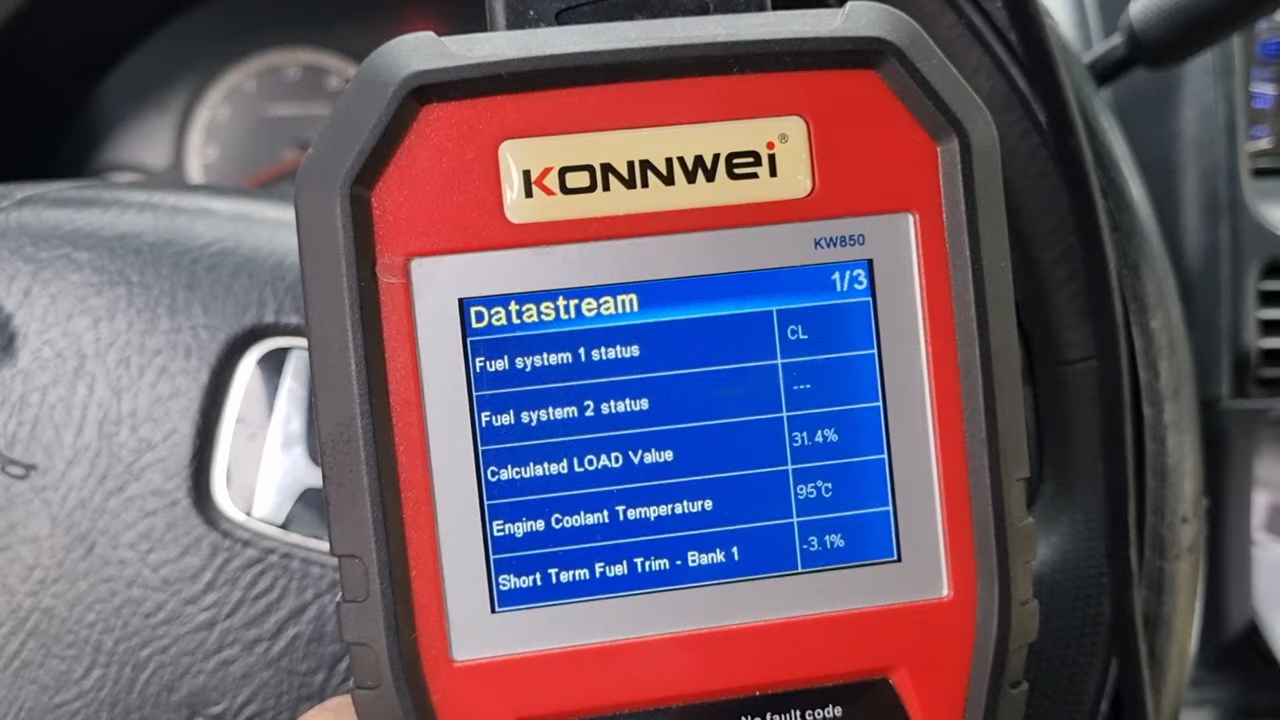 KONNWEI®
KW850
Datastream 1/3
Fuel system 1 status CL
Fuel system 2 status ---
Calculated LOAD Value 31.4%
Engine Coolant Temperature 95℃
Short Term Fuel Trim - Bank 1 -3.1%
No fault code